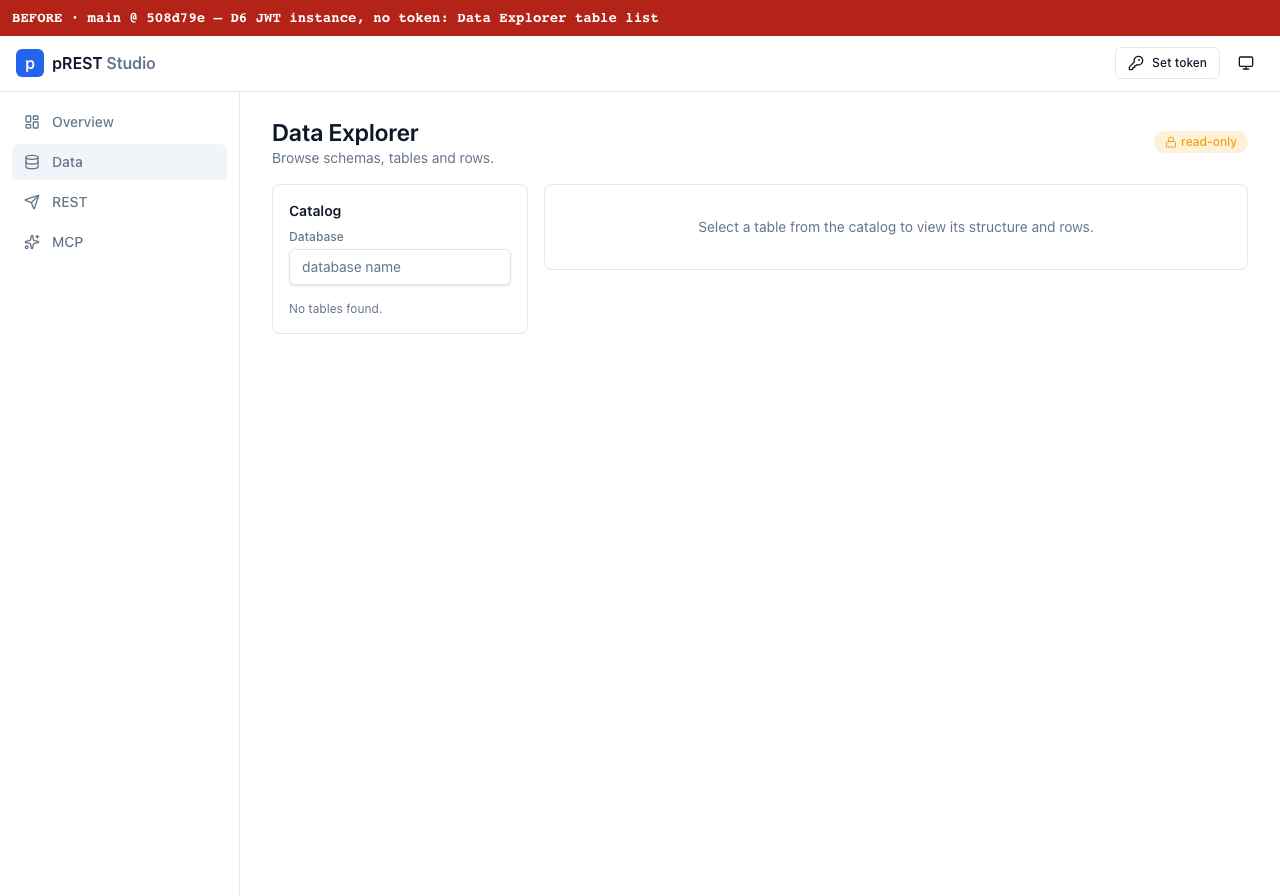 BEFORE · main @ 508d79e — D6 JWT instance, no token: Data Explorer table list
p pREST Studio
Set token
Overview
Data
REST
MCP
Data Explorer
Browse schemas, tables and rows.
read-only
Catalog
Database
database name
No tables found.
Select a table from the catalog to view its structure and rows.